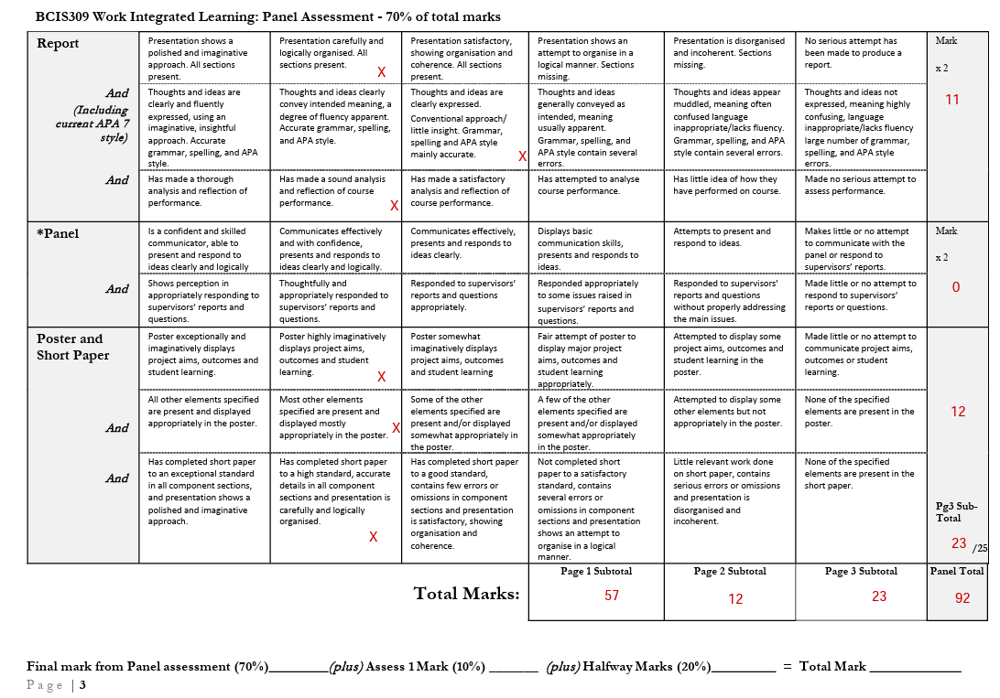 BCIS309 Work Integrated Learning: Panel Assessment - 70% of total marks
Report
Presentation shows a
polished and imaginative
approach. All sections
present.
Presentation carefully and
logically organised. All
sections present.
X
Presentation satisfactory,
showing organisation and
coherence. All sections
present.
Presentation shows an
attempt to organise in a
logical manner. Sections
missing.
Presentation is disorganised
and incoherent. Sections
missing.
No serious attempt has
been made to produce a
report.
Mark
x 2
11
And
(Including
current APA 7
style)
Thoughts and ideas are
clearly and fluently
expressed, using an
imaginative, insightful
approach. Accurate
grammar, spelling, and APA
style.
Thoughts and ideas clearly
convey intended meaning, a
degree of fluency apparent.
Accurate grammar, spelling,
and APA style.
Thoughts and ideas are
clearly expressed.
Conventional approach/
little insight. Grammar,
spelling and APA style
mainly accurate.
X
Thoughts and ideas
generally conveyed as
intended, meaning
usually apparent.
Grammar, spelling, and
APA style contain several
errors.
Thoughts and ideas appear
muddled, meaning often
confused language
inappropriate/lacks fluency.
Grammar, spelling, and APA
style contain several errors.
Thoughts and ideas not
expressed, meaning highly
confusing, language
inappropriate/lacks fluency
large number of grammar,
spelling, and APA style
errors.
And
Has made a thorough
analysis and reflection of
performance.
Has made a sound analysis
and reflection of course
performance.
X
Has made a satisfactory
analysis and reflection of
course performance.
Has attempted to analyse
course performance.
Has little idea of how they
have performed on course.
Made no serious attempt to
assess performance.
*Panel
Is a confident and skilled
communicator, able to
present and respond to
ideas clearly and logically
Communicates effectively
and with confidence,
presents and responds to
ideas clearly and logically.
Communicates effectively,
presents and responds to
ideas clearly.
Displays basic
communication skills,
presents and responds to
ideas.
Attempts to present and
respond to ideas.
Makes little or no attempt
to communicate with the
panel or respond to
supervisors' reports.
Mark
x 2
0
And
Shows perception in
appropriately responding to
supervisors' reports and
questions.
Thoughtfully and
appropriately responded to
supervisors' reports and
questions.
Responded to supervisors'
reports and questions
appropriately.
Responded appropriately
to some issues raised in
supervisors' reports and
questions.
Responded to supervisors'
reports and questions
without properly addressing
the main issues.
Made little or no attempt to
respond to supervisors'
reports or questions.
Poster and
Short Paper
Poster exceptionally and
imaginatively displays
project aims, outcomes and
student learning.
Poster highly imaginatively
displays project aims,
outcomes and student
learning.
X
Poster somewhat
imaginatively displays
project aims, outcomes
and student learning
Fair attempt of poster to
display major project
aims, outcomes and
student learning
appropriately.
Attempted to display some
project aims, outcomes and
student learning in the
poster.
Made little or no attempt to
communicate project aims,
outcomes or student
learning.
12
And
All other elements specified
are present and displayed
appropriately in the poster.
Most other elements
specified are present and
displayed mostly
appropriately in the poster.
X
Some of the other
elements specified are
present and/or displayed
somewhat appropriately in
the poster.
A few of the other
elements specified are
present and/or displayed
somewhat appropriately
in the poster.
Attempted to display some
other elements but not
appropriately in the poster.
None of the specified
elements are present in the
poster.
And
Has completed short paper
to an exceptional standard
in all component sections,
and presentation shows a
polished and imaginative
approach.
Has completed short paper
to a high standard, accurate
details in all component
sections and presentation is
carefully and logically
organised.
X
Has completed short paper
to a good standard,
contains few errors or
omissions in component
sections and presentation
is satisfactory, showing
organisation and
coherence.
Not completed short
paper to a satisfactory
standard, contains
several errors or
omissions in component
sections and presentation
shows an attempt to
organise in a logical
manner.
Little relevant work done
on short paper, contains
serious errors or omissions
and presentation is
disorganised and
incoherent.
None of the specified
elements are present in the
short paper.
Pg3 Sub-
Total
23 /25
Total Marks:
Page 1 Subtotal
57
Page 2 Subtotal
12
Page 3 Subtotal
23
Panel Total
92
Final mark from Panel assessment (70%)________(plus) Assess 1 Mark (10%) _______ (plus) Halfway Marks (20%)_________ = Total Mark _____________
Page | 3